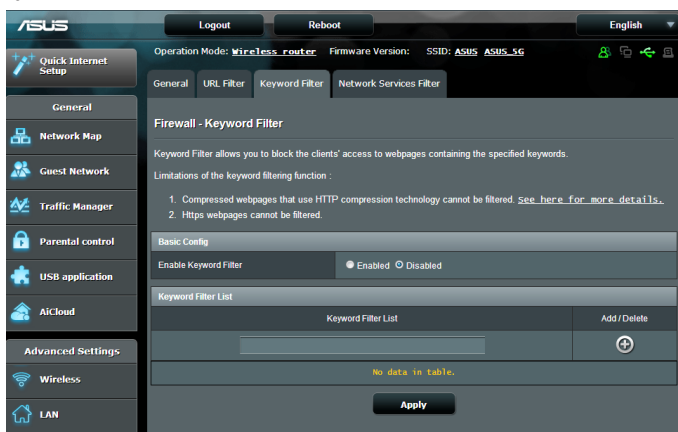 ASUS
Logout
Reboot
English
Quick Internet
Setup
Operation Mode: Wireless router Firmware Version: SSID: ASUS ASUS_5G
General
URL Filter
Keyword Filter
Network Services Filter
General
Network Map
Guest Network
Traffic Manager
Parental control
USB application
AiCloud
Advanced Settings
Wireless
LAN
Firewall - Keyword Filter
Keyword Filter allows you to block the clients' access to webpages containing the specified keywords.
Limitations of the keyword filtering function :
1. Compressed webpages that use HTTP compression technology cannot be filtered. See here for more details.
2. Https webpages cannot be filtered.
Basic Config
Enable Keyword Filter
Enabled Disabled
Keyword Filter List
Keyword Filter List
Add / Delete
No data in table.
Apply